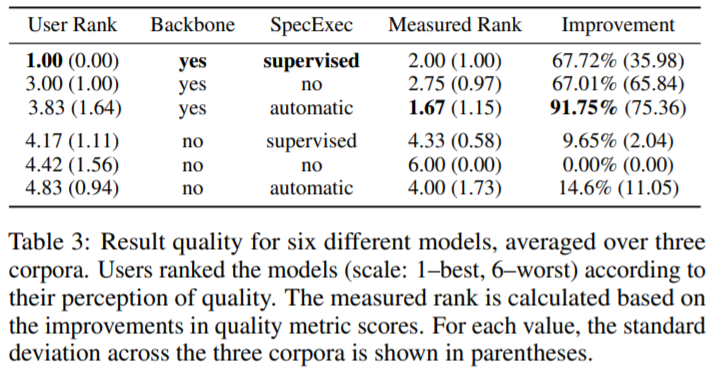 User Rank Backbone SpecExec Measured Rank Improvement
1.00 (0.00) yes supervised 2.00 (1.00) 67.72% (35.98)
3.00 (1.00) yes no 2.75 (0.97) 67.01% (65.84)
3.83 (1.64) yes automatic 1.67 (1.15) 91.75% (75.36)
4.17 (1.11) no supervised 4.33 (0.58) 9.65% (2.04)
4.42 (1.56) no no 6.00 (0.00) 0.00% (0.00)
4.83 (0.94) no automatic 4.00 (1.73) 14.6% (11.05)
Table 3: Result quality for six different models, averaged over three
corpora. Users ranked the models (scale: 1–best, 6–worst) according to
their perception of quality. The measured rank is calculated based on
the improvements in quality metric scores. For each value, the standard
deviation across the three corpora is shown in parentheses.